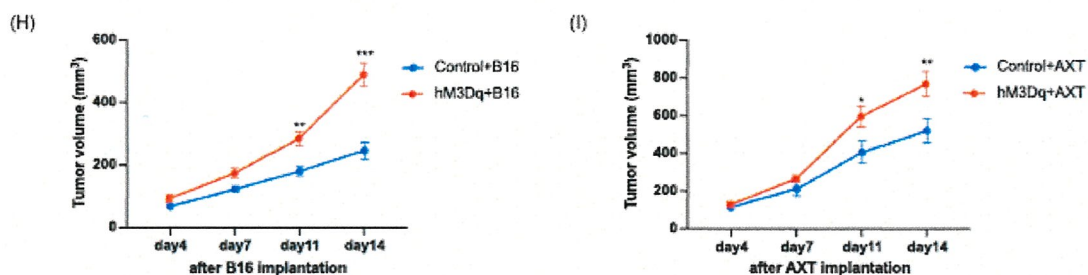 (H)
600
400
200
0
Tumor volume (mm³)
**
***
Control+B16
hM3Dq+B16
day4 day7 day11 day14
after B16 implantation
(I)
1000
800
600
400
200
0
Tumor volume (mm³)
*
**
Control+AXT
hM3Dq+AXT
day4 day7 day11 day14
after AXT implantation